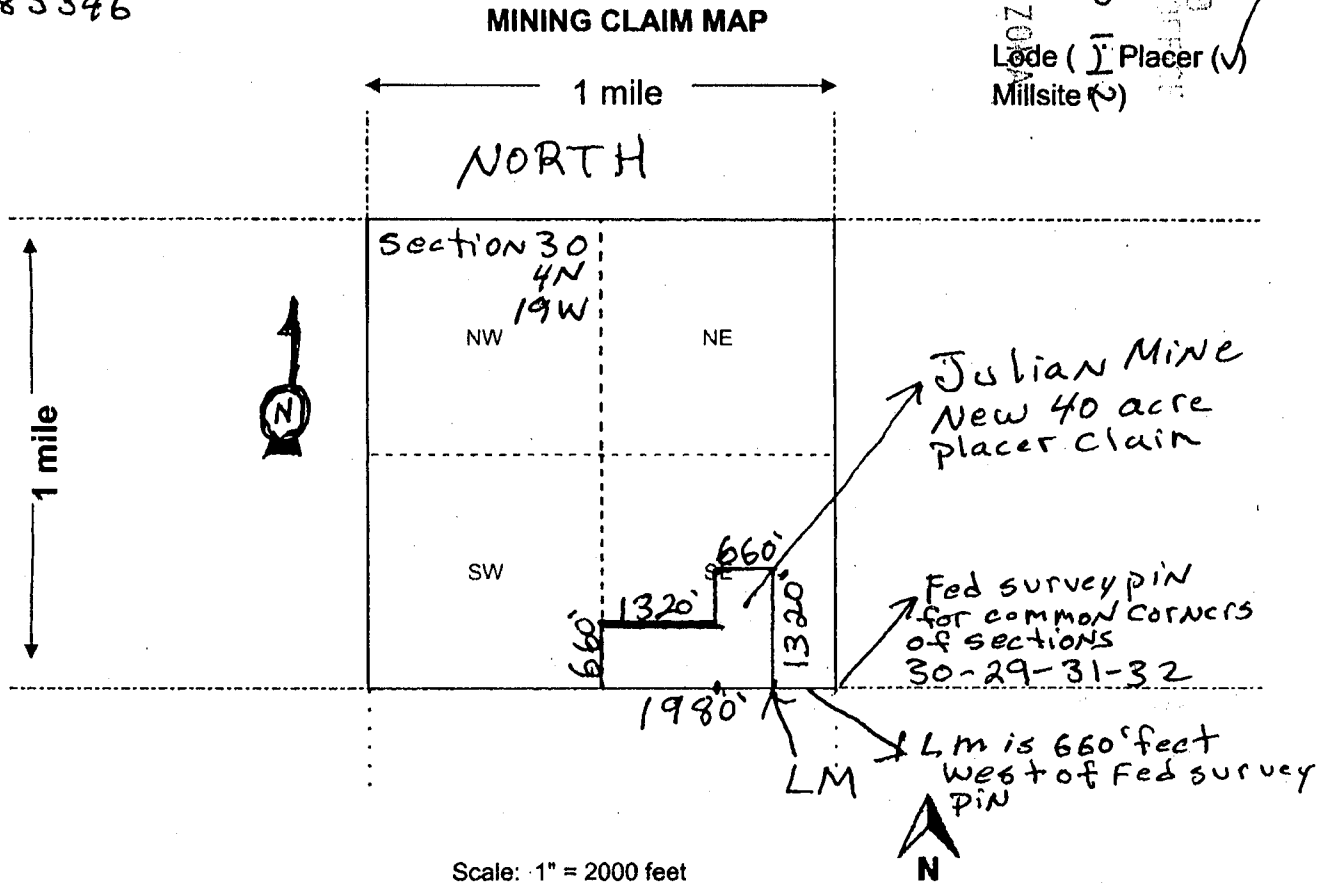 83346
MINING CLAIM MAP
Lode ( ) Placer (√)
Millsite ( )
1 mile
NORTH
Section 30
4N
19W
NW
NE
N
1 mile
Julian Mine
New 40 acre
placer claim
SW
SE
660'
1320'
660'
1320'
1980'
LM
Fed survey pin
for common corners
of sections
30-29-31-32
Lm is 660' feet
west of Fed survey
pin
N
Scale: 1" = 2000 feet